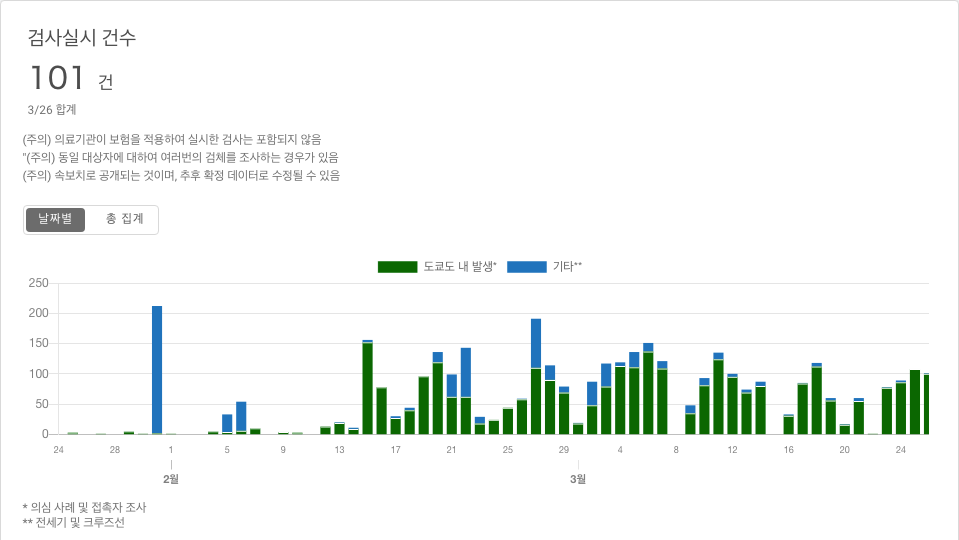 검사실시 건수
101 건
3/26 합계
(주의) 의료기관이 보험을 적용하여 실시한 검사는 포함되지 않음
"(주의) 동일 대상자에 대하여 여러번의 검체를 조사하는 경우가 있음
(주의) 속보치로 공개되는 것이며, 추후 확정 데이터로 수정될 수 있음
날짜별 총 집계
도쿄도 내 발생* 기타**
250
200
150
100
50
0
24 28 1 5 9 13 17 21 25 29 4 8 12 16 20 24
2월 3월
* 의심 사례 및 접촉자 조사
** 전세기 및 크루즈선